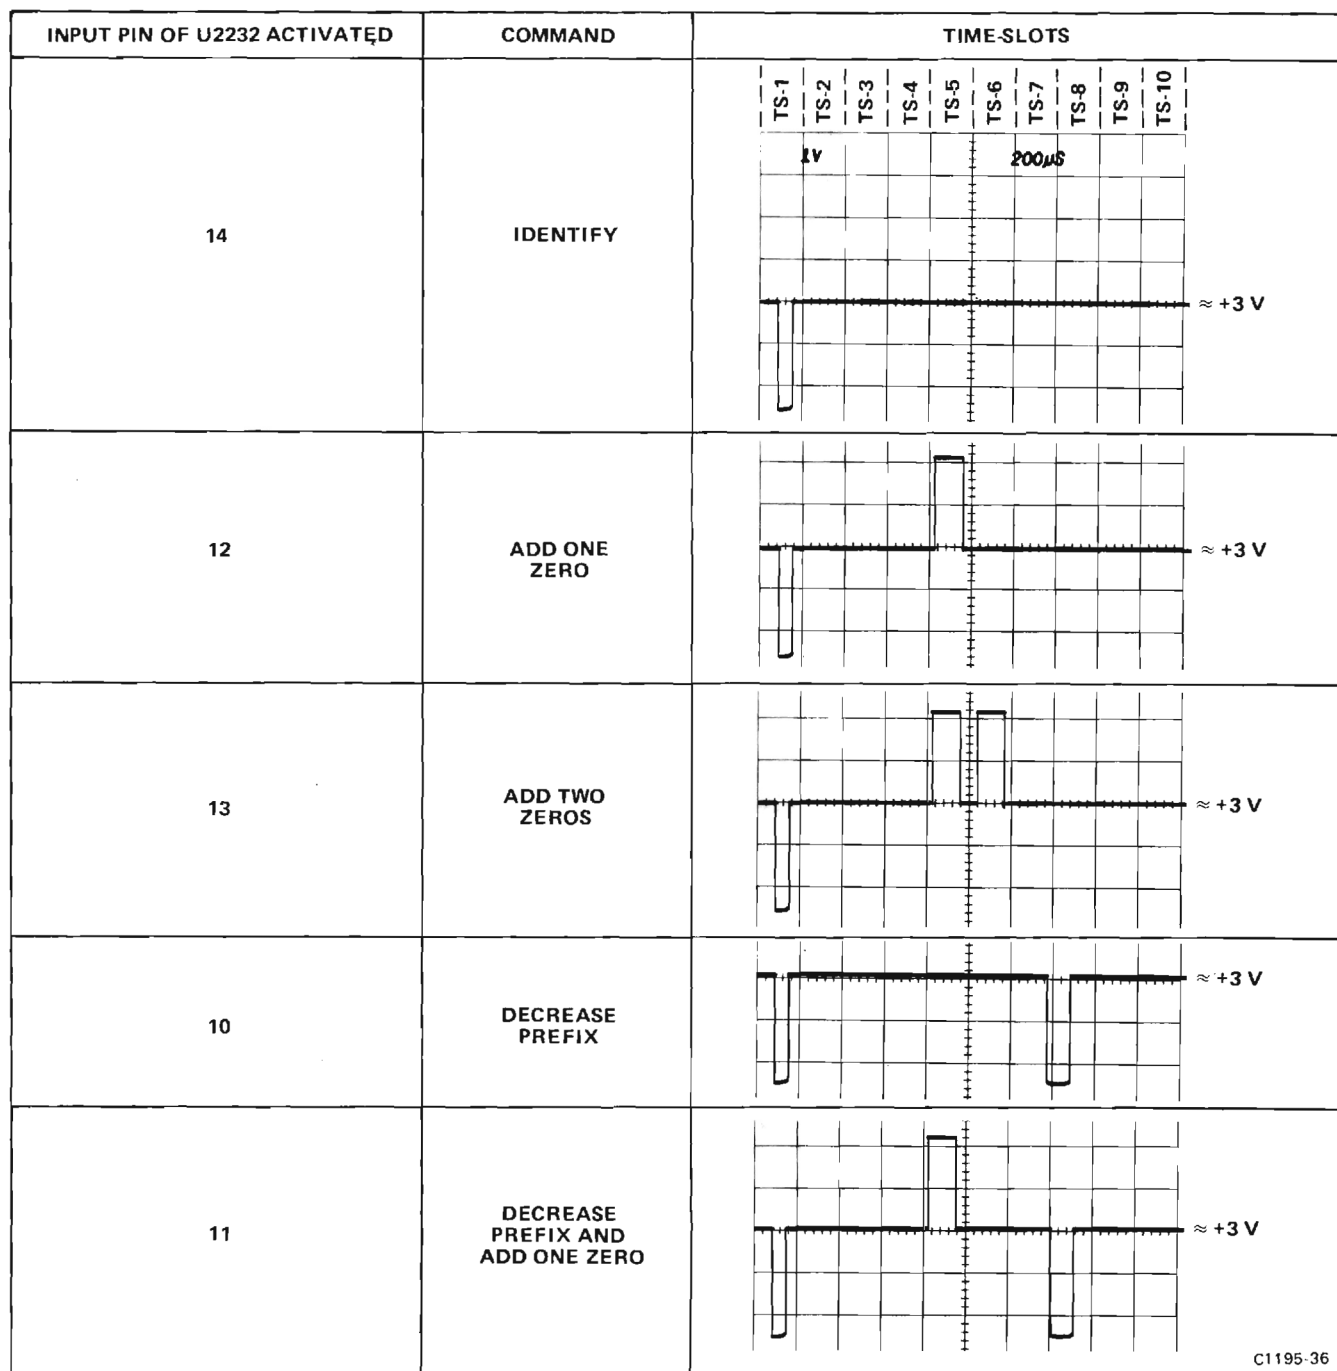 INPUT PIN OF U2232 ACTIVATED
COMMAND
TIME-SLOTS
TS-1
TS-2
TS-3
TS-4
TS-5
TS-6
TS-7
TS-8
TS-9
TS-10
1V
200µS
14
IDENTIFY
≈ +3 V
12
ADD ONE
ZERO
≈ +3 V
13
ADD TWO
ZEROS
≈ +3 V
10
DECREASE
PREFIX
≈ +3 V
11
DECREASE
PREFIX AND
ADD ONE ZERO
≈ +3 V
C1195-36